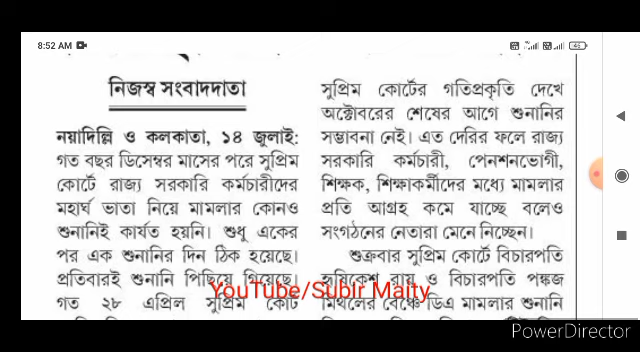 8:52 AM
নিজস্ব সংবাদদাতা
নয়াদিল্লি ও কলকাতা, ১৪ জুলাই:
গত বছর ডিসেম্বর মাসের পরে সুপ্রিম
কোর্টে রাজ্য সরকারি কর্মচারীদের
মহার্ঘ ভাতা নিয়ে মামলার কোনও
শুনানিই কার্যত হয়নি। শুধু একের
পর এক শুনানির দিন ঠিক হয়েছে।
প্রতিবারই শুনানি পিছিয়ে গিয়েছে।
গত ২৮ এপ্রিল সুপ্রিম কোর্ট
সুপ্রিম কোর্টের গতিপ্রকৃতি দেখে
অক্টোবরের শেষের আগে শুনানির
সম্ভাবনা নেই। এত দেরির ফলে রাজ্য
সরকারি কর্মচারী, পেনশনভোগী,
শিক্ষক, শিক্ষাকর্মীদের মধ্যে মামলার
প্রতি আগ্রহ কমে যাচ্ছে বলেও
সংগঠনের নেতারা মেনে নিচ্ছেন।
শুক্রবার সুপ্রিম কোর্টে বিচারপতি
হৃষিকেশ রায় ও বিচারপতি পঙ্কজ
মিথলের বেঞ্চে ডিএ মামলার শুনানি
YouTube/Subir Maity
PowerDirector